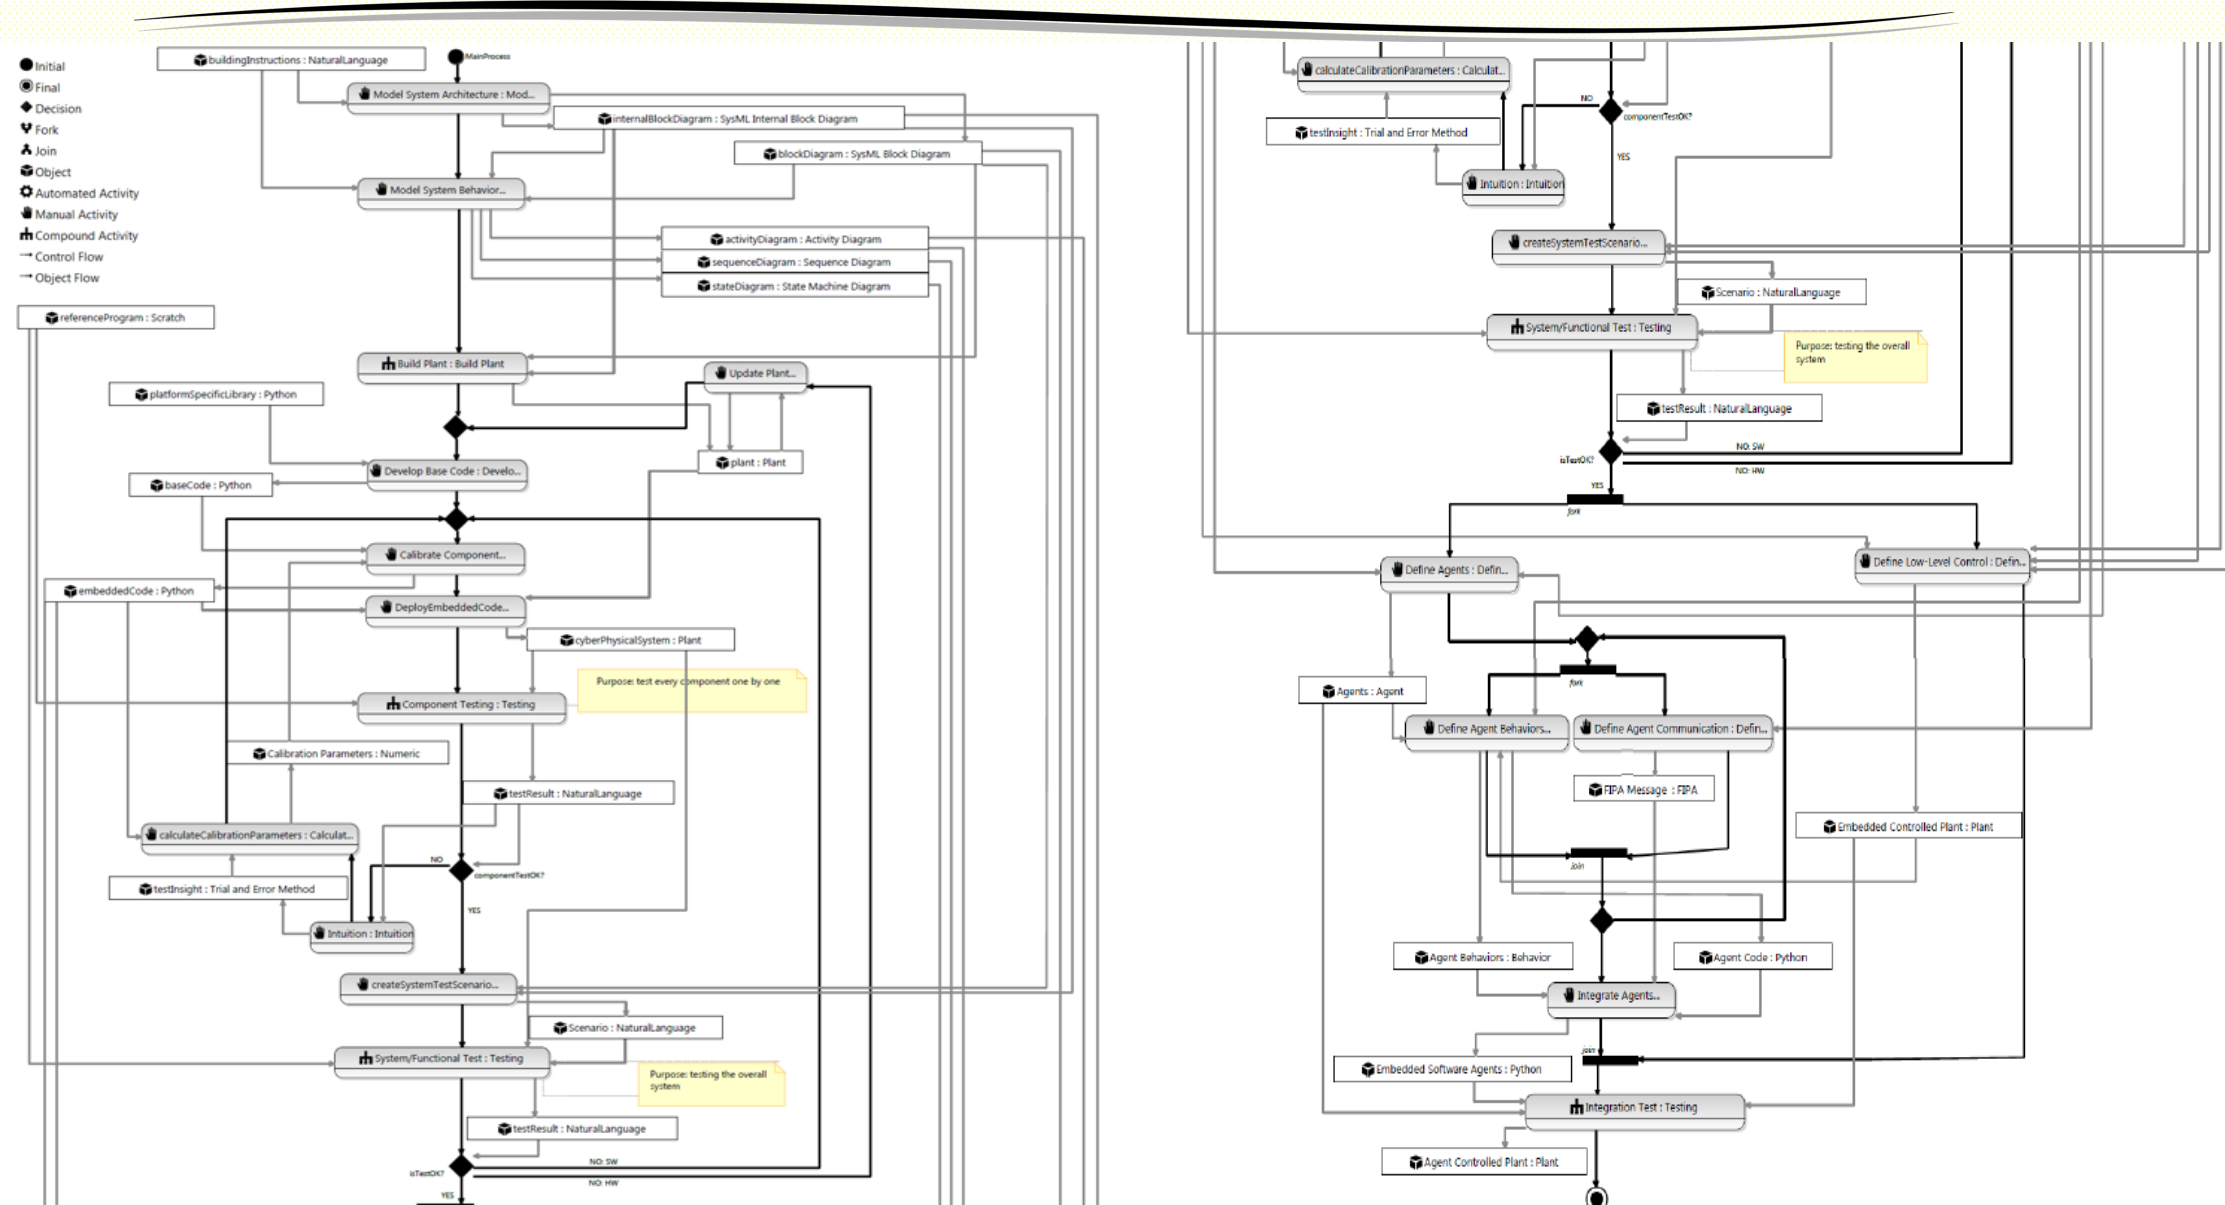 MainProcess
buildingInstructions : NaturalLanguage
Initial
Final
Decision
Fork
Join
Object
Automated Activity
Manual Activity
Compound Activity
Control Flow
Object Flow
Model System Architecture : Mod...
internalBlockDiagram : SysML Internal Block Diagram
blockDiagram : SysML Block Diagram
Model System Behavior...
activityDiagram : Activity Diagram
sequenceDiagram : Sequence Diagram
stateDiagram : State Machine Diagram
referenceProgram : Scratch
Build Plant : Build Plant
Update Plant...
platformSpecificLibrary : Python
plant : Plant
Develop Base Code : Develo...
baseCode : Python
Calibrate Component...
embeddedCode : Python
DeployEmbeddedCode...
cyberPhysicalSystem : Plant
Purpose: test every component one by one
Component Testing : Testing
Calibration Parameters : Numeric
testResult : NaturalLanguage
calculateCalibrationParameters : Calculat...
NO
componentTestOK?
testInsight : Trial and Error Method
YES
Intuition : Intuition
createSystemTestScenario...
Scenario : NaturalLanguage
System/Functional Test : Testing
Purpose: testing the overall
system
testResult : NaturalLanguage
isTestOK?
NO: SW
NO: HW
YES
calculateCalibrationParameters : Calculat...
NO
componentTestOK?
testInsight : Trial and Error Method
YES
Intuition : Intuition
createSystemTestScenario...
Scenario : NaturalLanguage
System/Functional Test : Testing
Purpose: testing the overall
system
testResult : NaturalLanguage
isTestOK?
NO: SW
NO: HW
YES
fork
Define Agents : Defin...
Define Low-Level Control : Defin...
fork
Agents : Agent
Define Agent Behaviors...
Define Agent Communication : Defin...
FIPA Message : FIPA
Embedded Controlled Plant : Plant
join
Agent Behaviors : Behavior
Agent Code : Python
Integrate Agents...
join
Embedded Software Agents : Python
Integration Test : Testing
Agent Controlled Plant : Plant